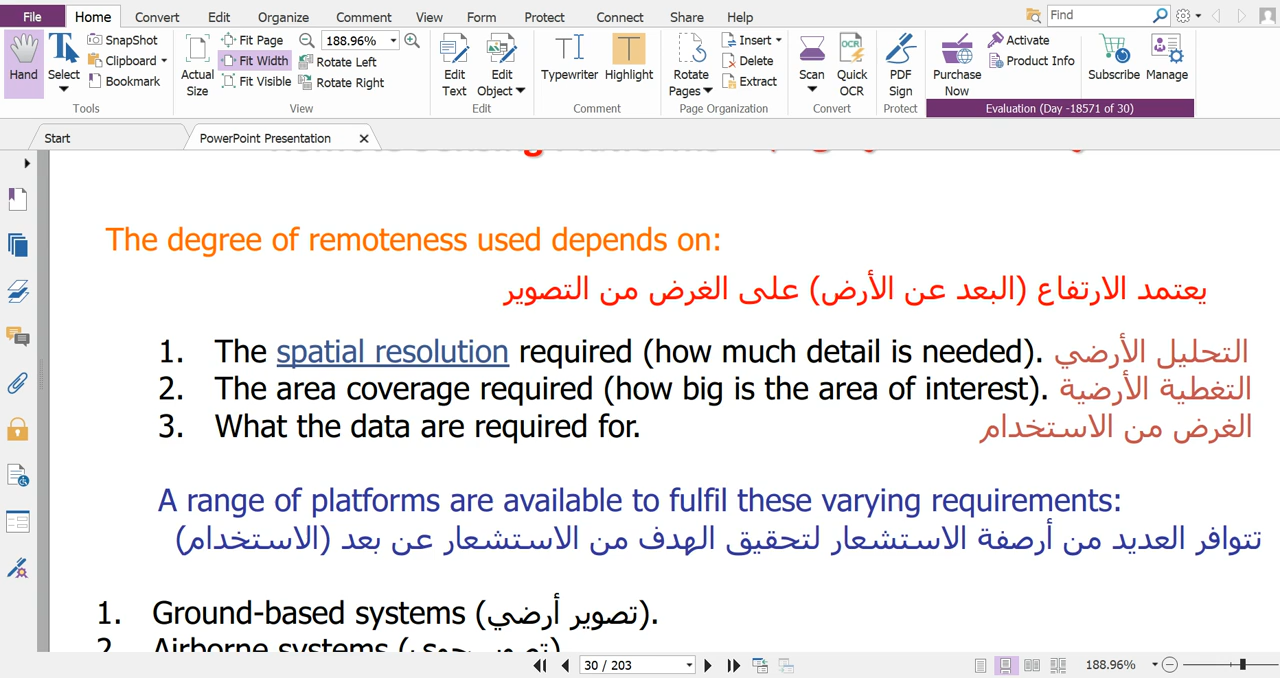 File Home Convert Edit Organize Comment View Form Protect Connect Share Help Find
Hand
Select
SnapShot
Clipboard
Bookmark
Tools
Actual Size
Fit Page
Fit Width
Fit Visible
188.96%
Rotate Left
Rotate Right
View
Edit Text
Edit Object
Edit
Typewriter
Highlight
Comment
Rotate Pages
Insert
Delete
Extract
Page Organization
Scan
Quick OCR
Convert
PDF Sign
Protect
Purchase Now
Activate
Product Info
Subscribe
Manage
Evaluation (Day -18571 of 30)
Start
PowerPoint Presentation
The degree of remoteness used depends on:
يعتمد الارتفاع (البعد عن الأرض) على الغرض من التصوير
1. The spatial resolution required (how much detail is needed). التحليل الأرضي
2. The area coverage required (how big is the area of interest). التغطية الأرضية
3. What the data are required for. الغرض من الاستخدام
A range of platforms are available to fulfil these varying requirements:
تتوافر العديد من أرصفة الاستشعار لتحقيق الهدف من الاستشعار عن بعد (الاستخدام)
1. Ground-based systems (تصوير أرضي).
2. Airborne systems (تصوير جوي)
30 / 203
188.96%